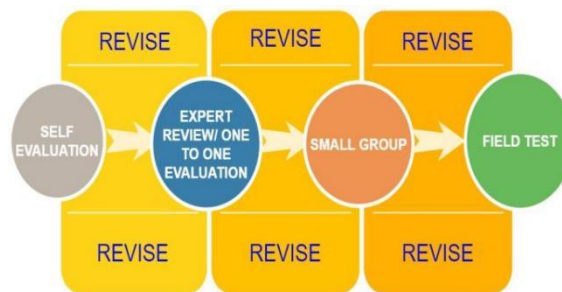 REVISE
REVISE
REVISE
SELF
EVALUATION
EXPERT
REVIEW/ ONE
TO ONE
EVALUATION
SMALL GROUP
FIELD TEST
REVISE
REVISE
REVISE